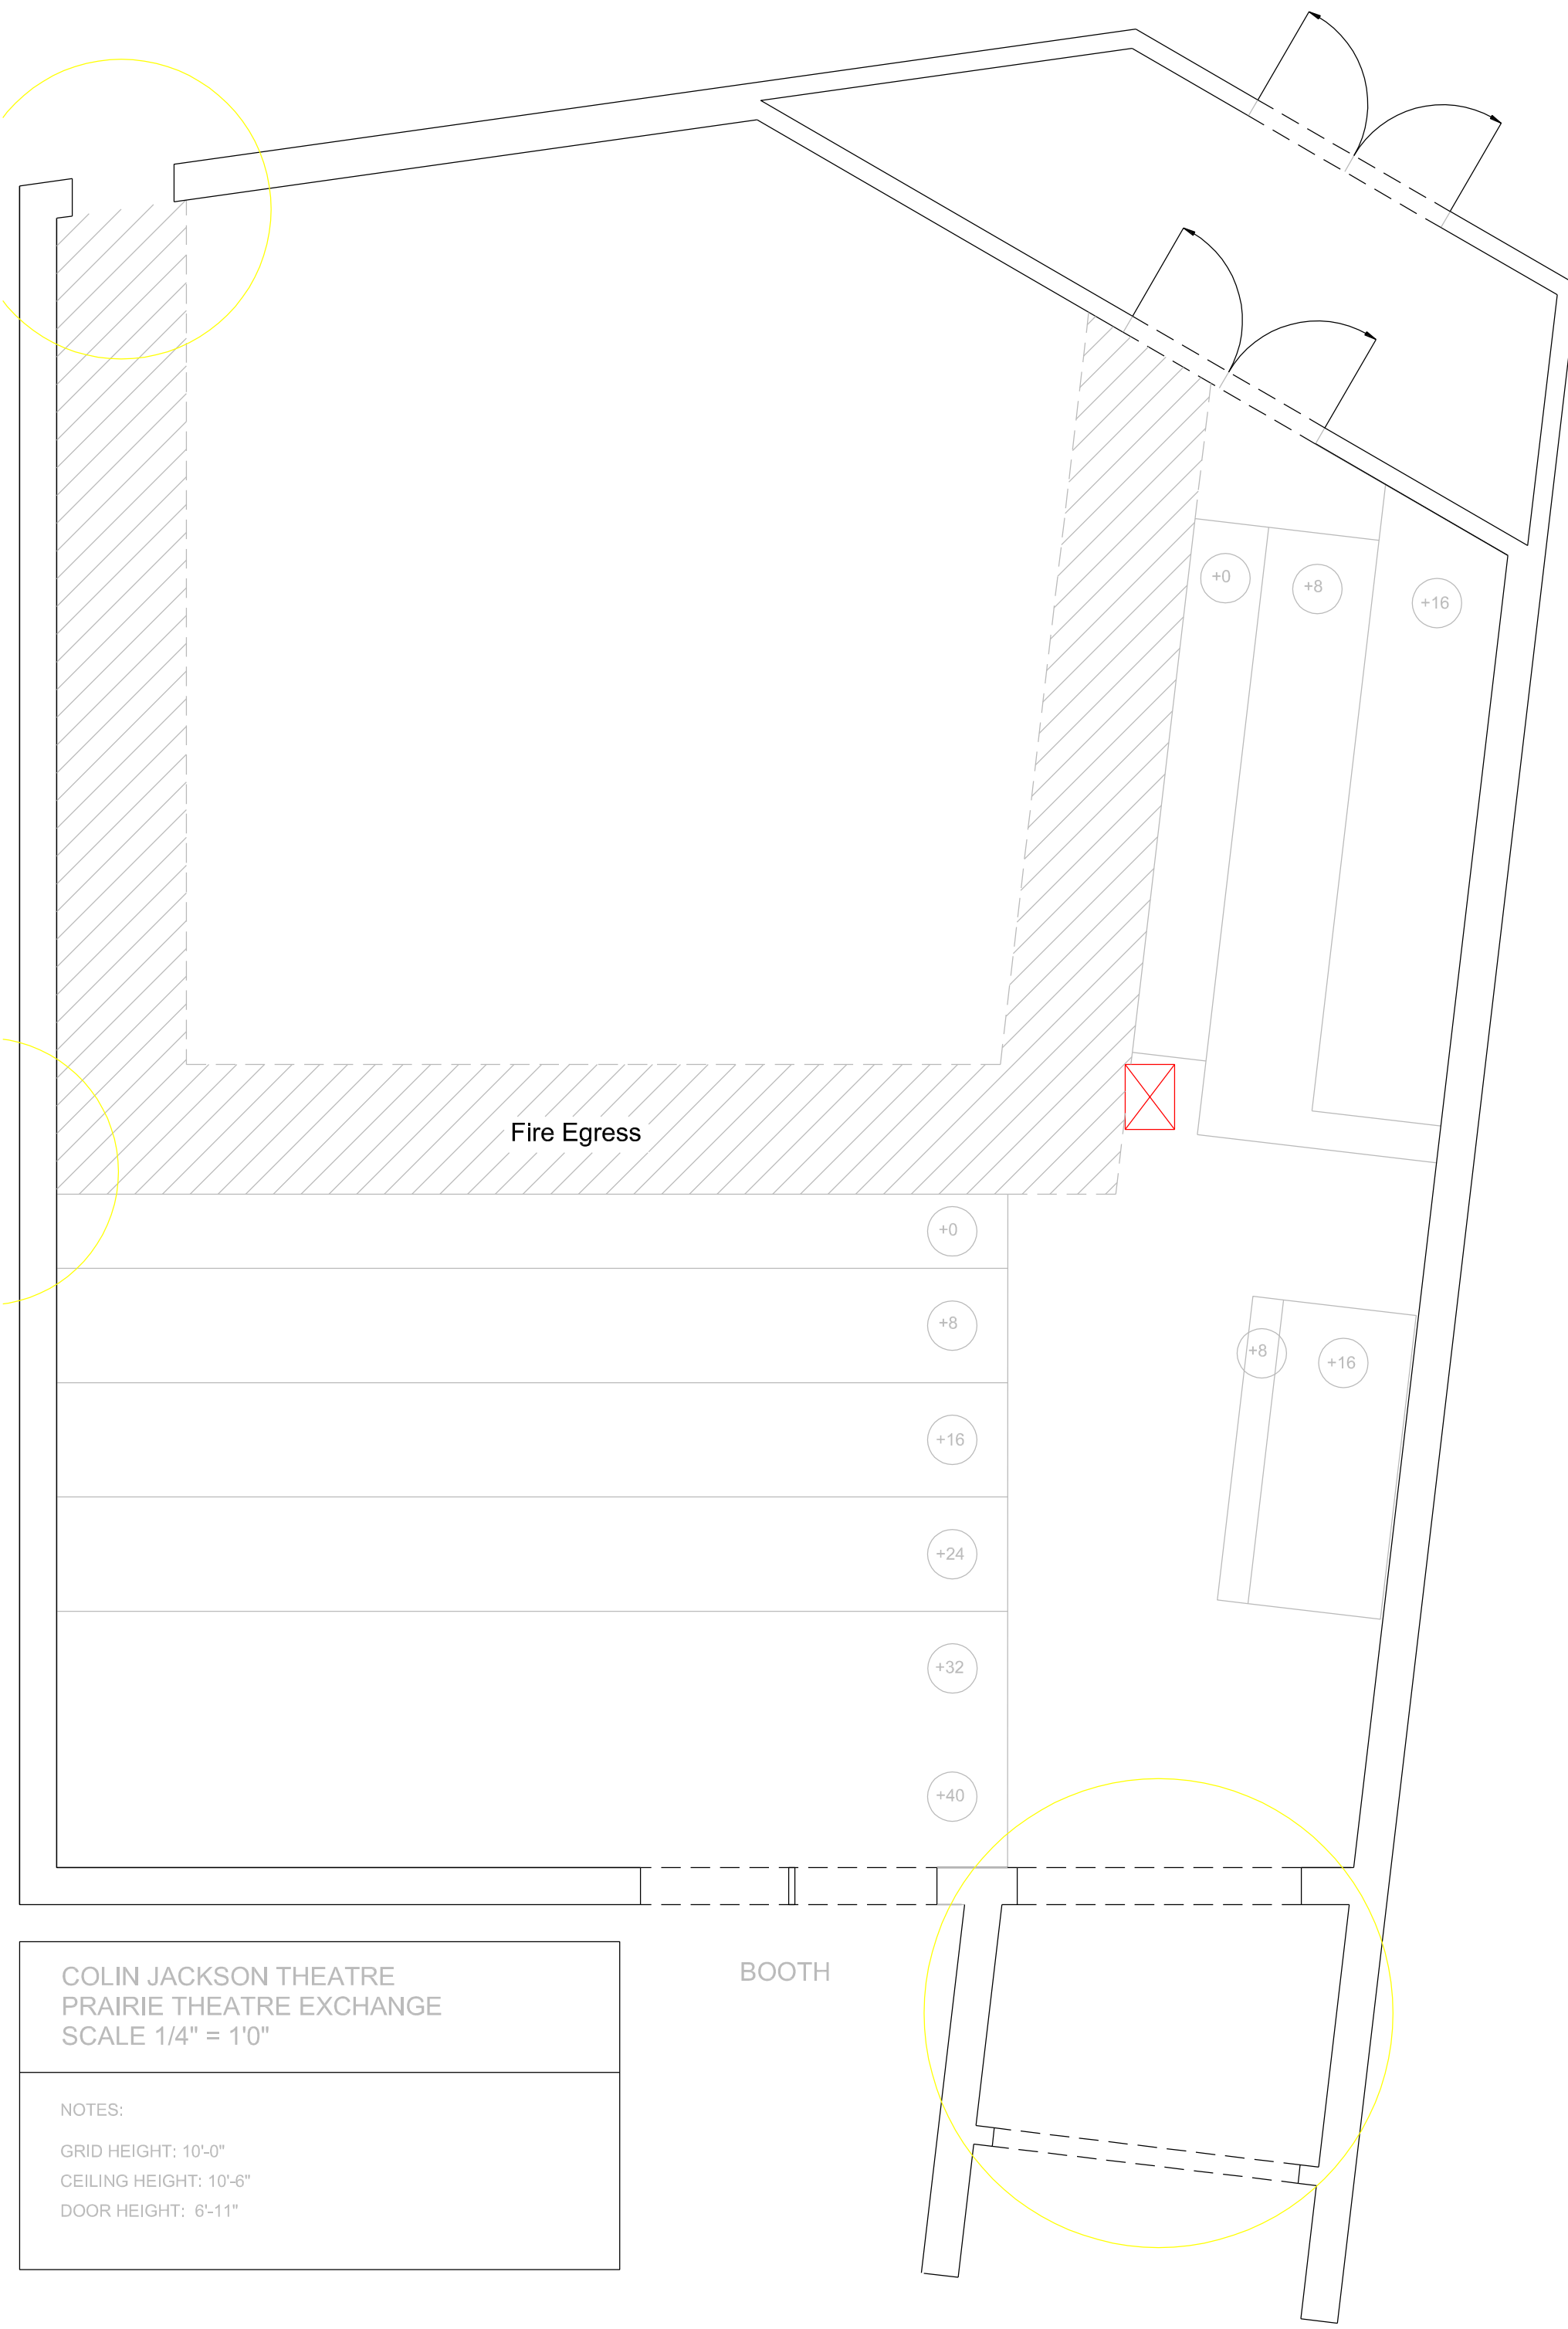 +0
+8
+16
Fire Egress
+0
+8
+8
+16
+16
+24
+32
+40
BOOTH
COLIN JACKSON THEATRE
PRAIRIE THEATRE EXCHANGE
SCALE 1/4" = 1'0"
NOTES:
GRID HEIGHT: 10'-0"
CEILING HEIGHT: 10'-6"
DOOR HEIGHT: 6'-11"